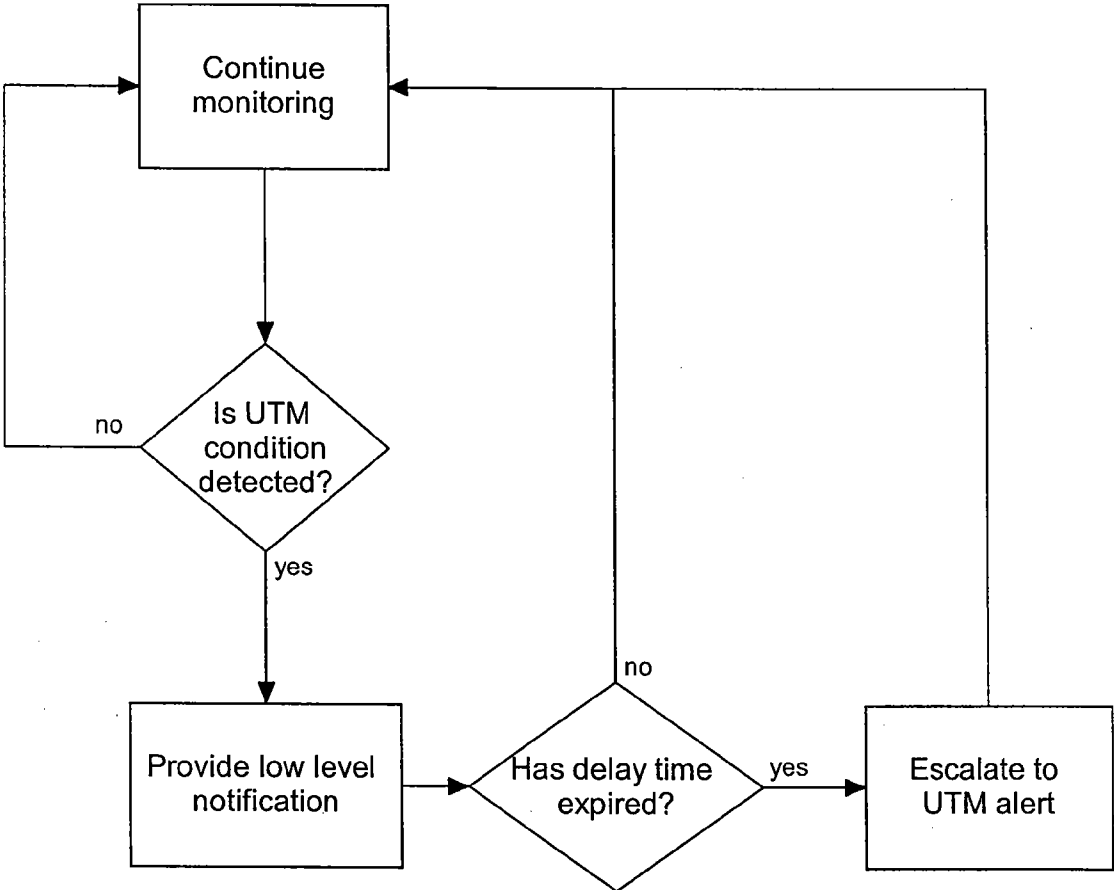 Continue
monitoring
Is UTM
condition
detected?
no
yes
Provide low level
notification
Has delay time
expired?
no
yes
Escalate to
UTM alert